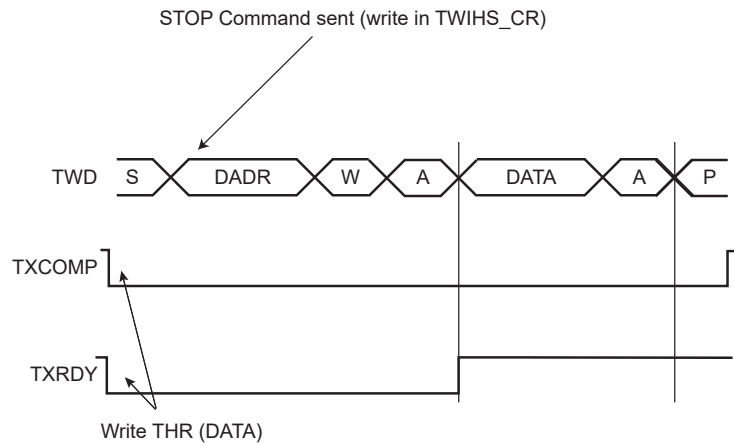 STOP Command sent (write in TWIHS_CR)
TWD S DADR W A DATA A P
TXCOMP
TXRDY
Write THR (DATA)